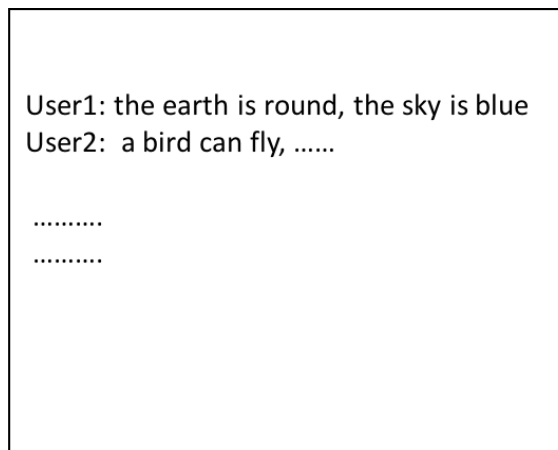 User1: the earth is round, the sky is blue
User2:  a bird can fly, ......
..........
..........